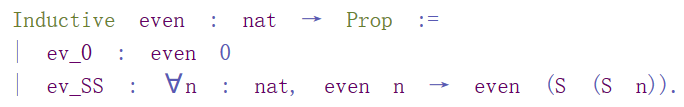 Inductive even : nat → Prop :=
| ev_0 : even 0
| ev_SS : ∀n : nat, even n → even (S (S n)).